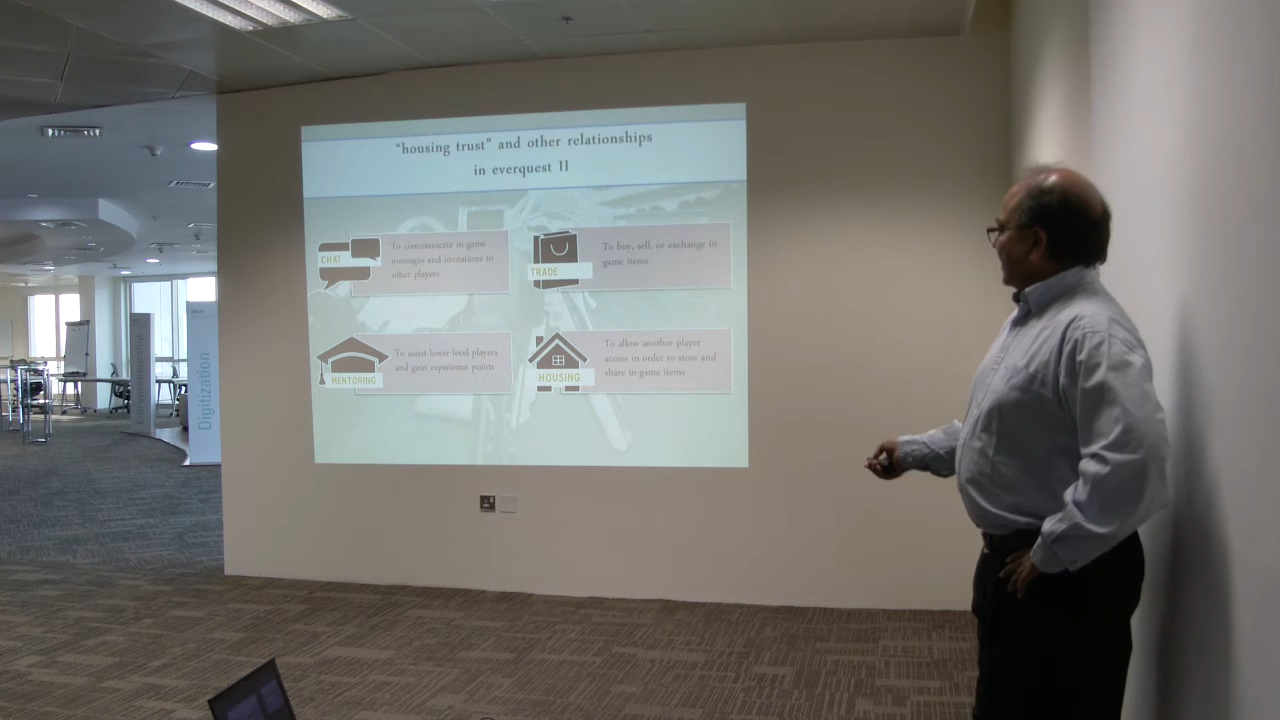 "housing trust" and other relationships
in everquest II
CHAT
To communicate in-game
messages and invitations to
other players
TRADE
To buy, sell, or exchange in-
game items
MENTORING
To assist lower-level players
and gain experience points
HOUSING
To allow another player
access in order to store and
share in-game items
Entrepreneurship
Digitization